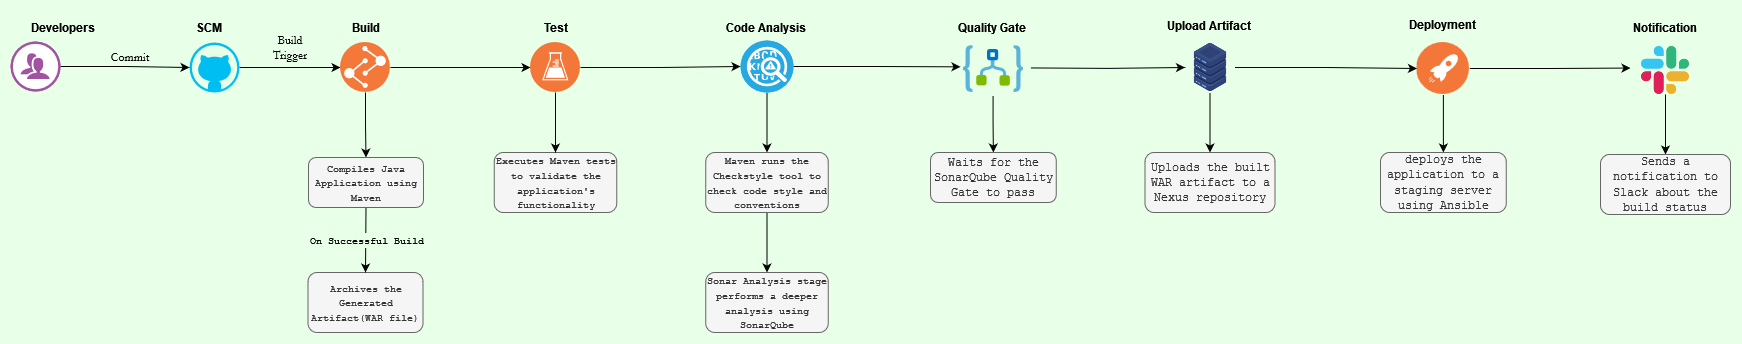 Developers
SCM
Build
Test
Code Analysis
Quality Gate
Upload Artifact
Deployment
Notification
Commit
Build
Trigger
Compiles Java
Application using
Maven
On Successful Build
Archives the
Generated
Artifact(WAR file)
Executes Maven tests
to validate the
application's
functionality
Maven runs the
Checkstyle tool to
check code style and
conventions
Sonar Analysis stage
performs a deeper
analysis using
SonarQube
Waits for the
SonarQube Quality
Gate to pass
Uploads the built
WAR artifact to a
Nexus repository
deploys the
application to a
staging server
using Ansible
Sends a
notification to
Slack about the
build status